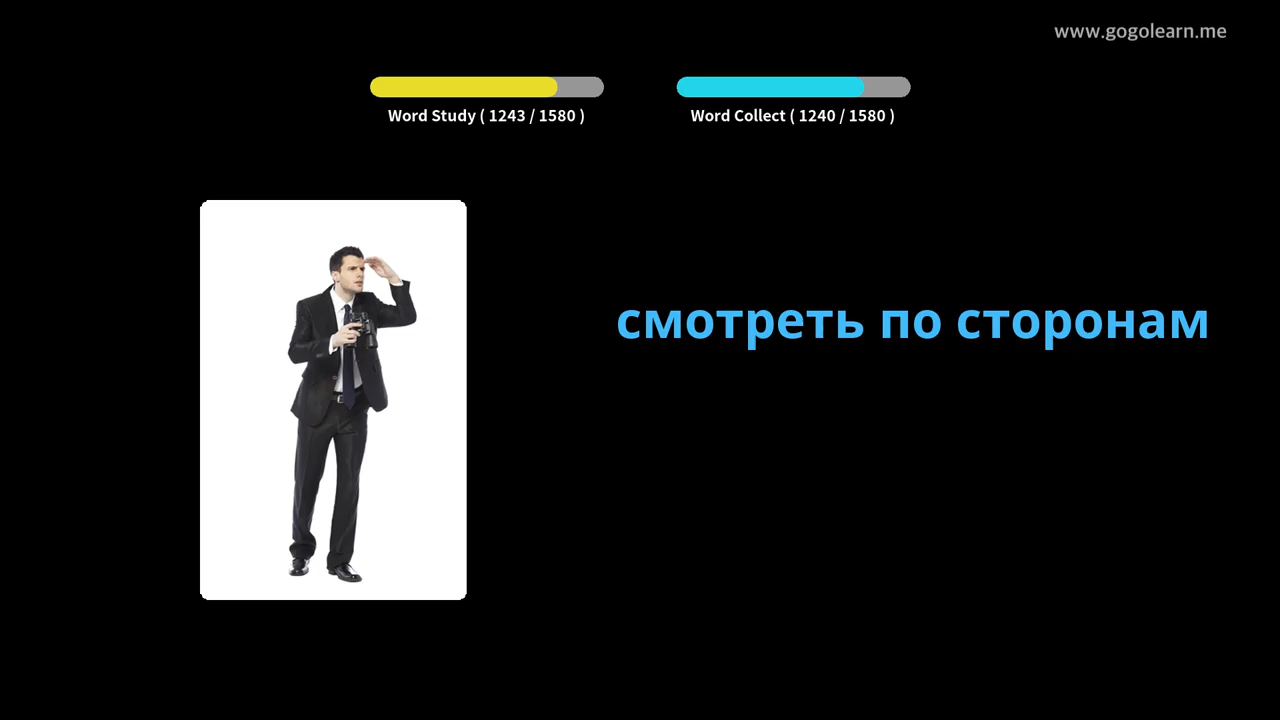 www.gogolearn.me
Word Study ( 1243 / 1580 )
Word Collect ( 1240 / 1580 )
смотреть по сторонам